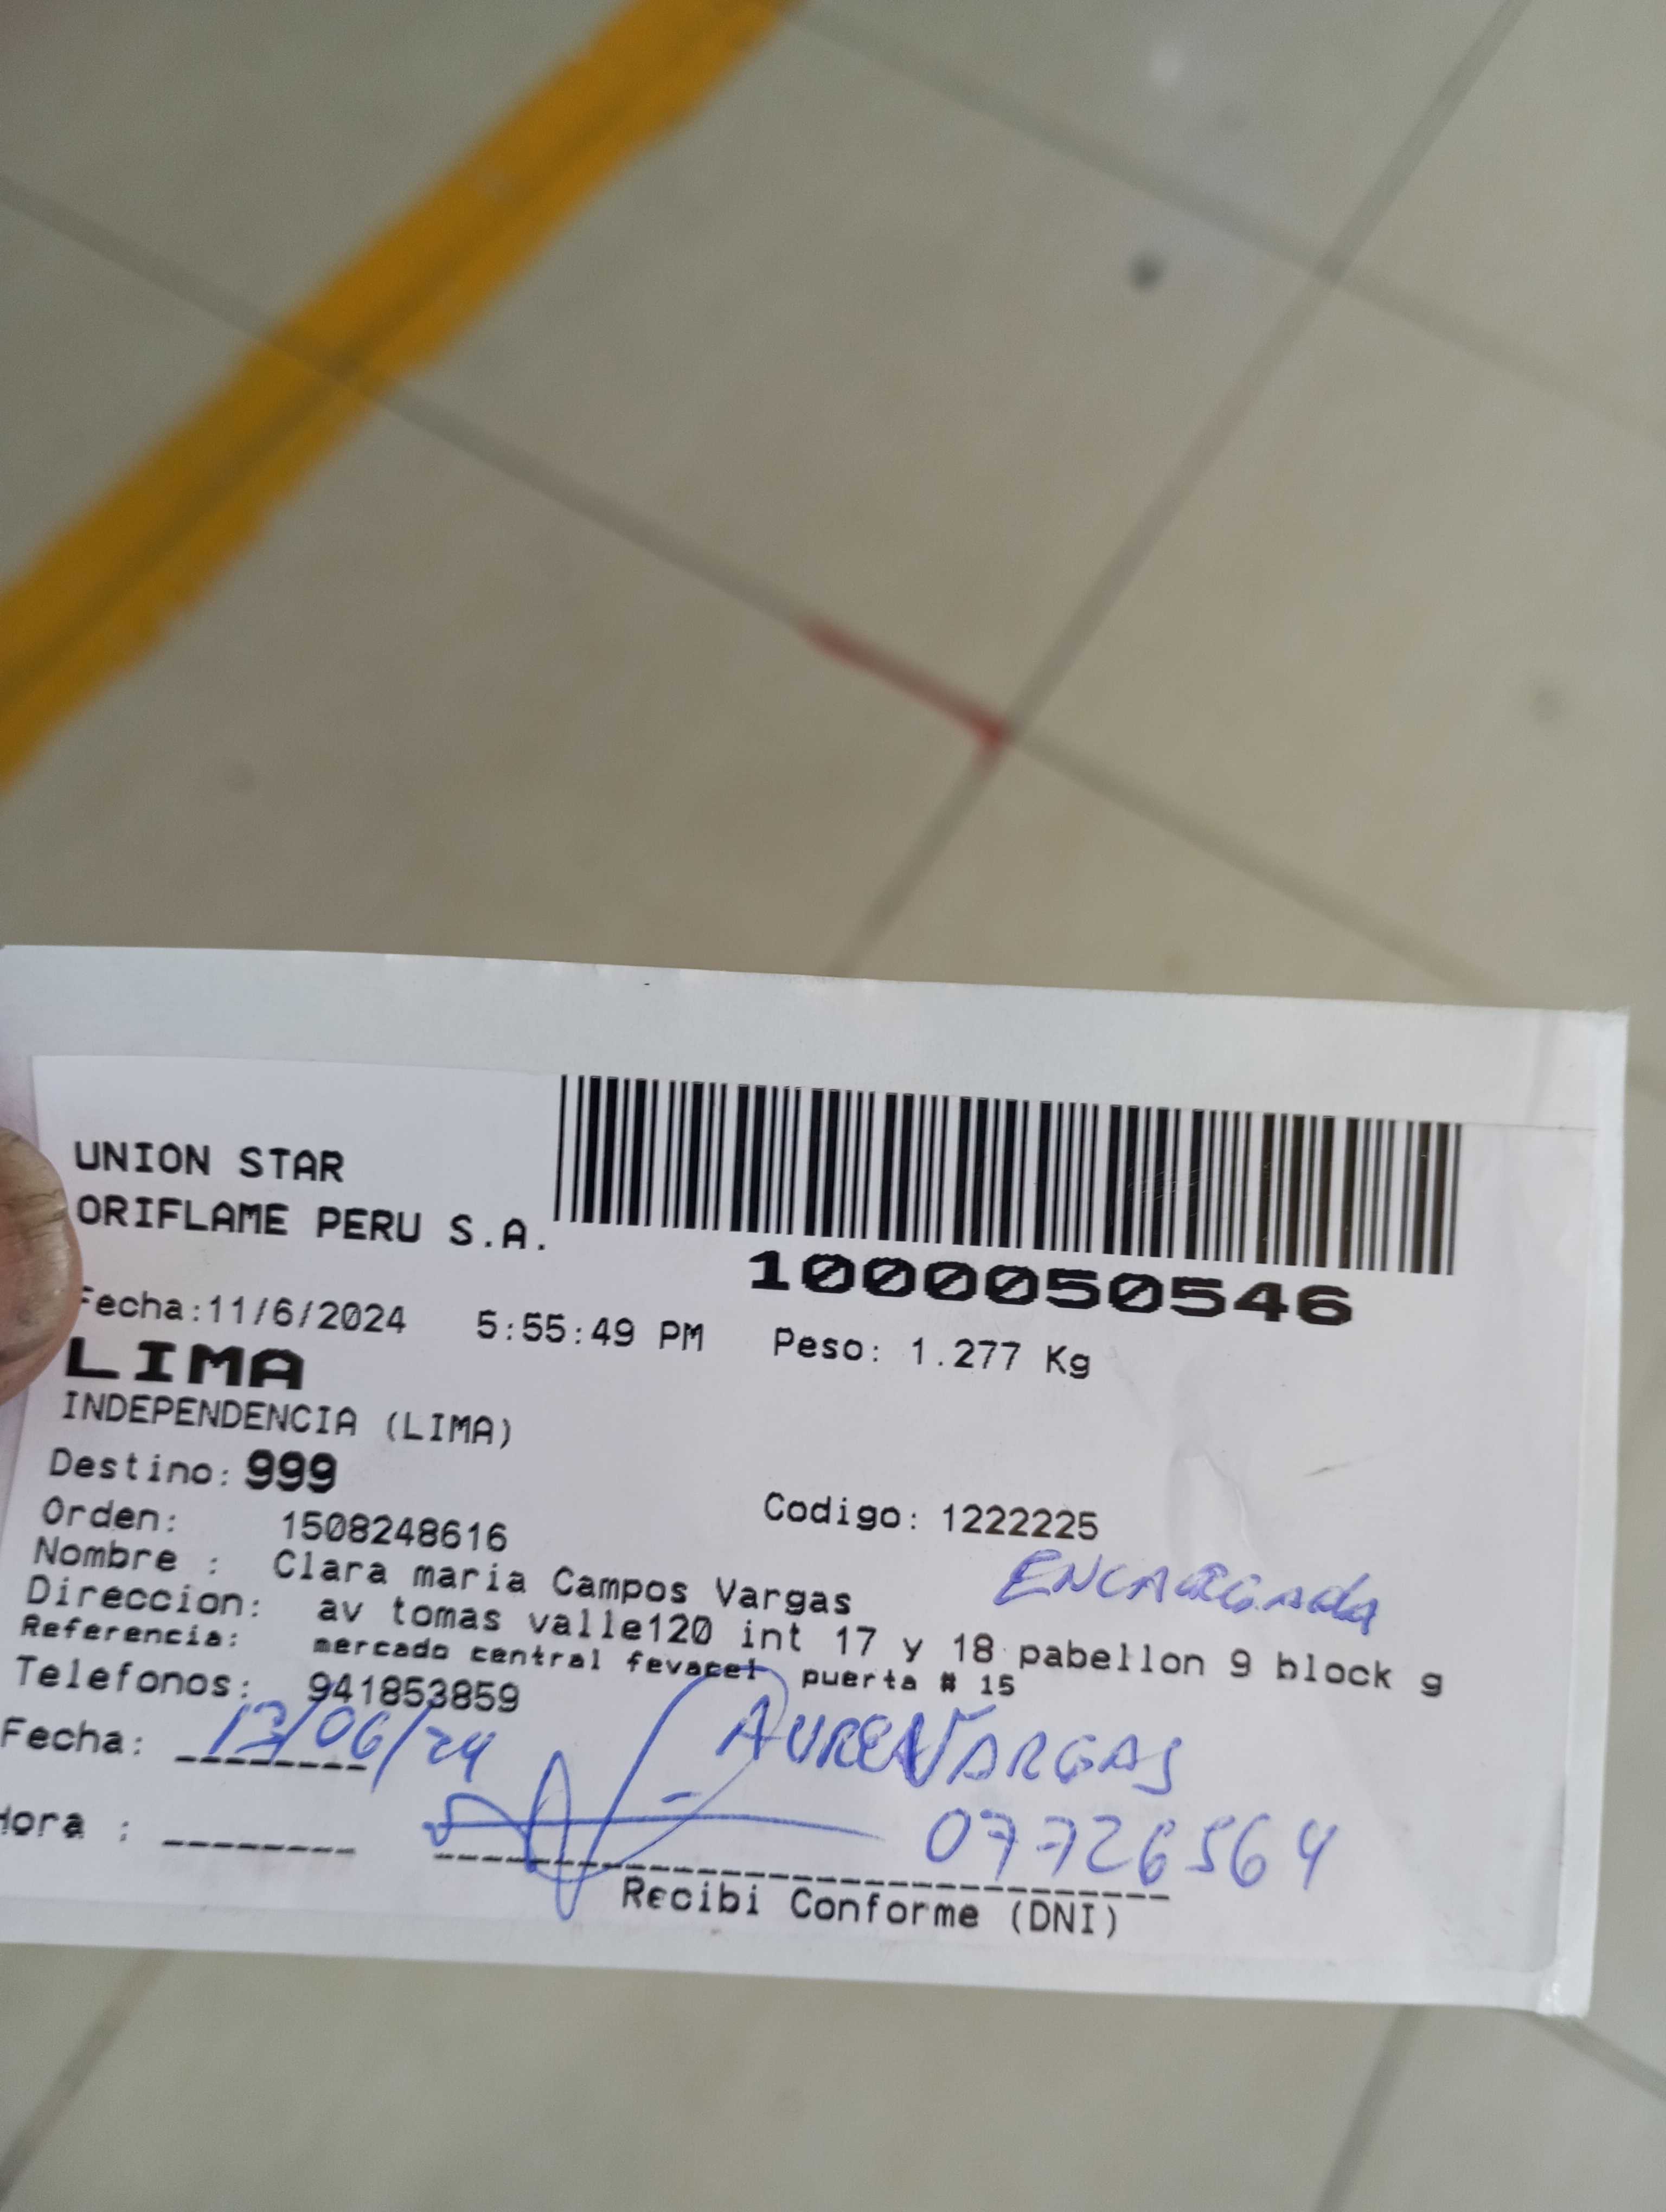 UNION STAR
ORIFLAME PERU S.A.
1000050546
Fecha:11/6/2024 5:55:49 PM Peso: 1.277 Kg
LIMA
INDEPENDENCIA (LIMA)
Destino: 999
Orden: 1508248616 Codigo: 1222225
Nombre : Clara maria Campos Vargas ENCARGADA
Direccion: av tomas valle120 int 17 y 18 pabellon 9 block g
Referencia: mercado central fevacel puerta # 15
Telefonos: 941853859
Fecha: 13/06/24 VARGAS
Hora :
07726564
Recibi Conforme (DNI)